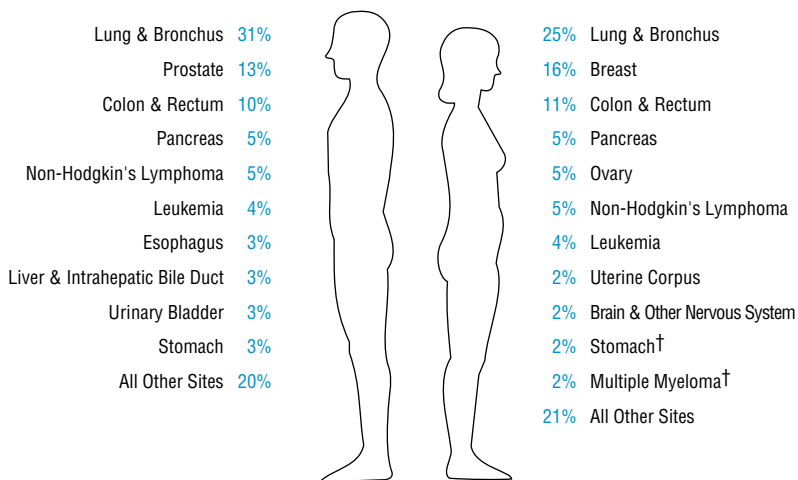 Lung & Bronchus 31%
Prostate 13%
Colon & Rectum 10%
Pancreas 5%
Non-Hodgkin's Lymphoma 5%
Leukemia 4%
Esophagus 3%
Liver & Intrahepatic Bile Duct 3%
Urinary Bladder 3%
Stomach 3%
All Other Sites 20%
25% Lung & Bronchus
16% Breast
11% Colon & Rectum
5% Pancreas
5% Ovary
5% Non-Hodgkin's Lymphoma
4% Leukemia
2% Uterine Corpus
2% Brain & Other Nervous System
2% Stomach†
2% Multiple Myeloma†
21% All Other Sites